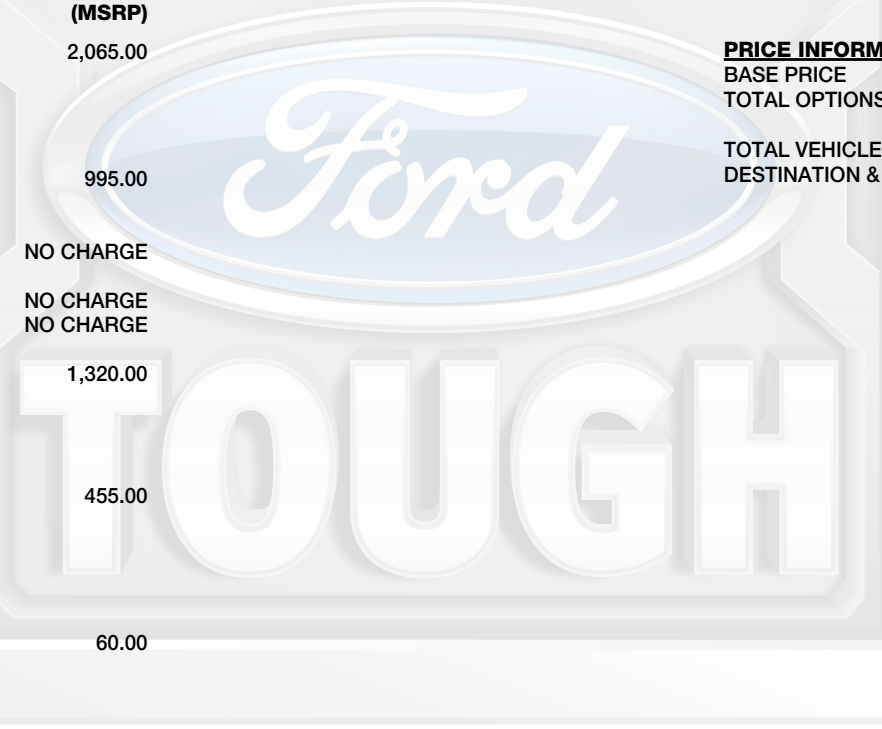 (MSRP)
2,065.00
995.00
NO CHARGE
NO CHARGE
NO CHARGE
1,320.00
455.00
60.00
PRICE INFORM
BASE PRICE
TOTAL OPTIONS
TOTAL VEHICLE
DESTINATION &
Ford
TOUGH